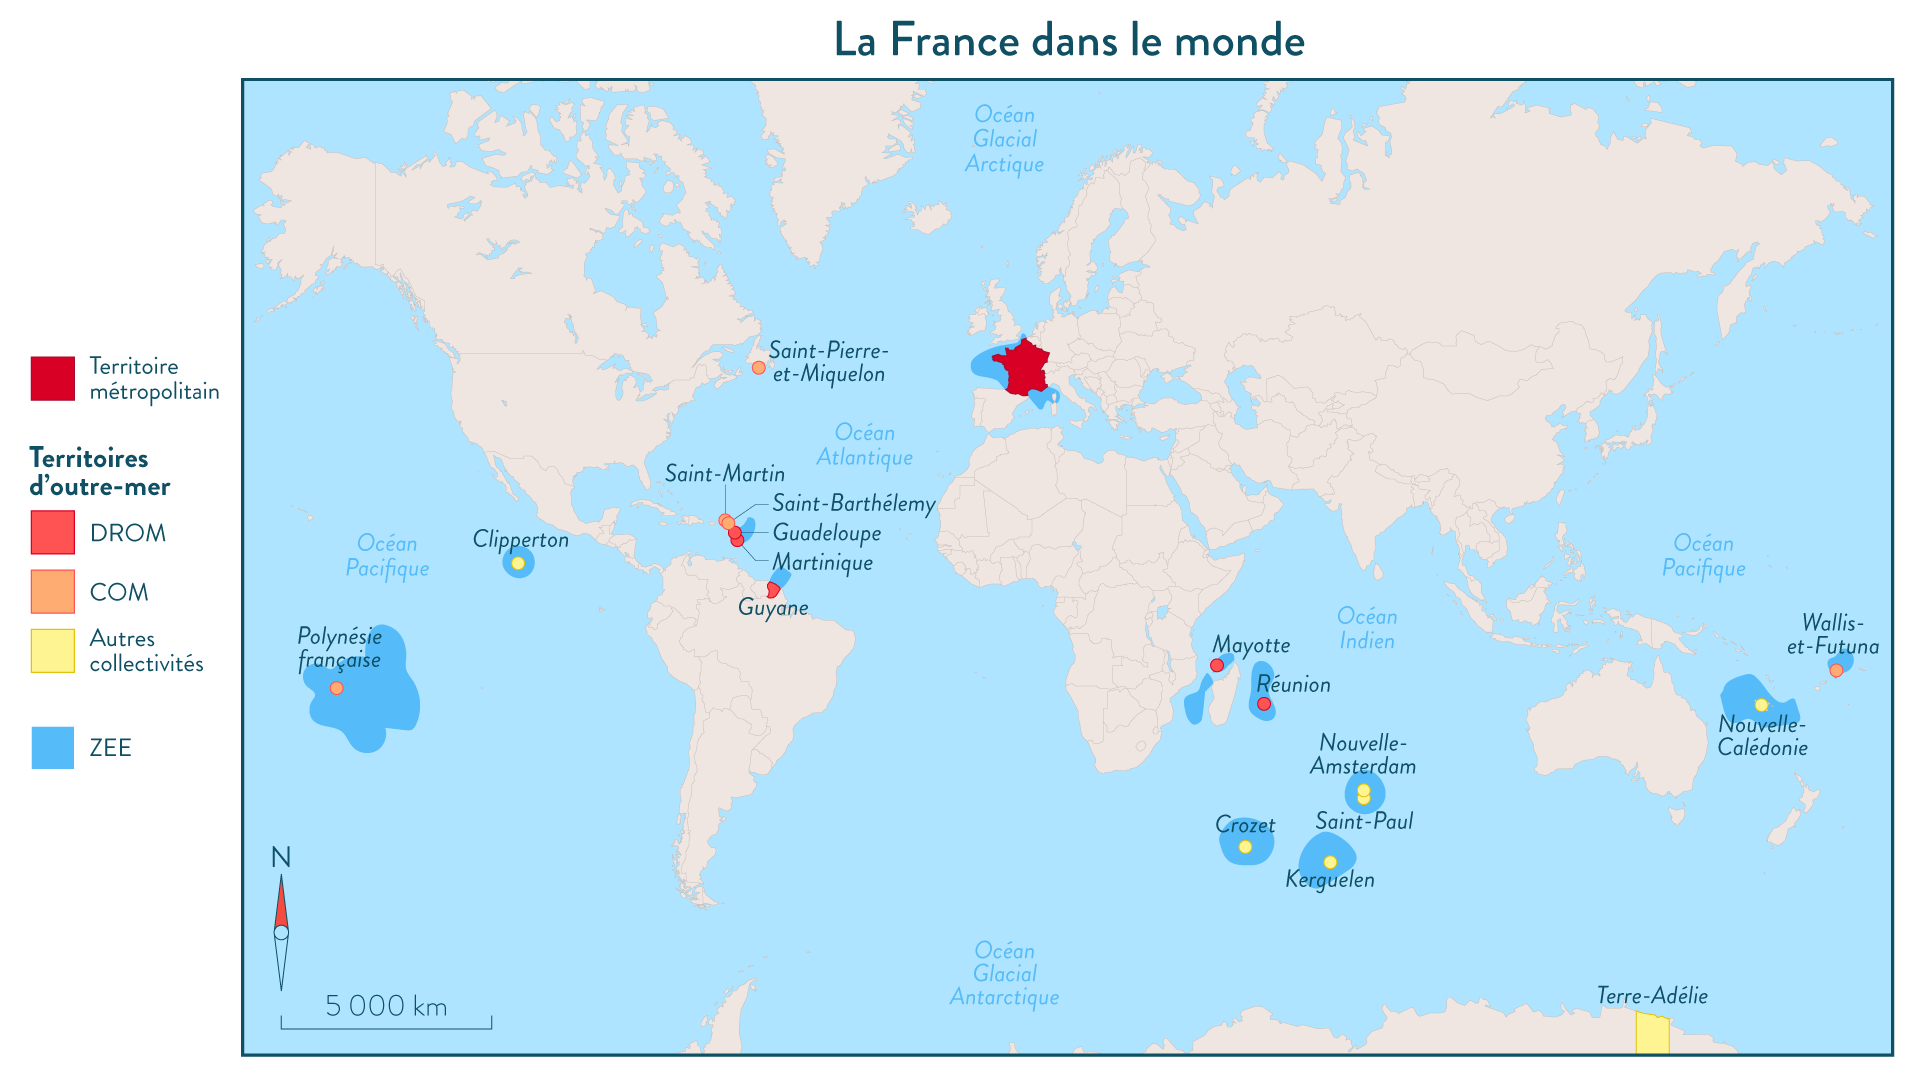 La France dans le monde
Territoire
métropolitain
Territoires
d'outre-mer
DROM
COM
Autres
collectivités
ZEE
Océan
Glacial
Arctique
Saint-Pierre-
et-Miquelon
Océan
Atlantique
Saint-Martin
Saint-Barthélemy
Guadeloupe
Martinique
Guyane
Clipperton
Océan
Pacifique
Polynésie
française
Océan
Pacifique
Océan
Indien
Wallis-
et-Futuna
Mayotte
Réunion
Nouvelle-
Calédonie
Nouvelle-
Amsterdam
Saint-Paul
Crozet
Kerguelen
N
5 000 km
Océan
Glacial
Antarctique
Terre-Adélie